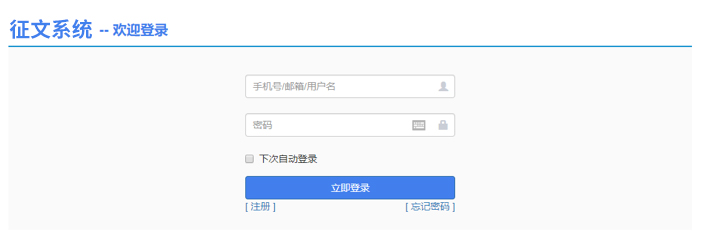 征文系统 -- 欢迎登录
手机号/邮箱/用户名
密码
下次自动登录
立即登录
[ 注册 ] [ 忘记密码 ]